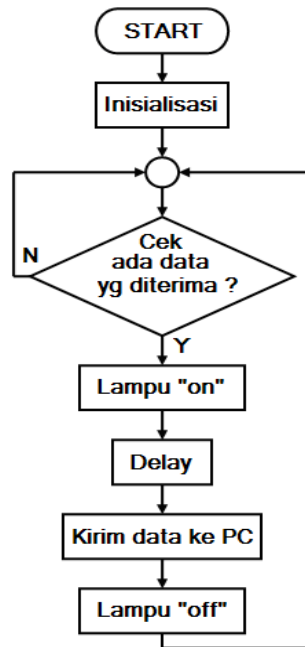 START
Inisialisasi
Cek
ada data
yg diterima ?
N
Y
Lampu "on"
Delay
Kirim data ke PC
Lampu "off"